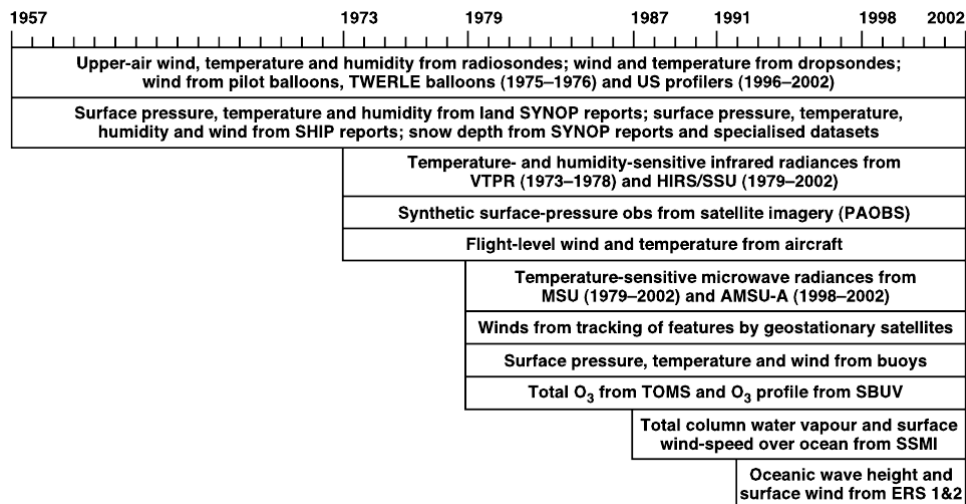 1957 1973 1979 1987 1991 1998 2002
Upper-air wind, temperature and humidity from radiosondes; wind and temperature from dropsondes;
wind from pilot balloons, TWERLE balloons (1975–1976) and US profilers (1996–2002)
Surface pressure, temperature and humidity from land SYNOP reports; surface pressure, temperature,
humidity and wind from SHIP reports; snow depth from SYNOP reports and specialised datasets
Temperature- and humidity-sensitive infrared radiances from
VTPR (1973–1978) and HIRS/SSU (1979–2002)
Synthetic surface-pressure obs from satellite imagery (PAOBS)
Flight-level wind and temperature from aircraft
Temperature-sensitive microwave radiances from
MSU (1979–2002) and AMSU-A (1998–2002)
Winds from tracking of features by geostationary satellites
Surface pressure, temperature and wind from buoys
Total O₃ from TOMS and O₃ profile from SBUV
Total column water vapour and surface
wind-speed over ocean from SSMI
Oceanic wave height and
surface wind from ERS 1&2